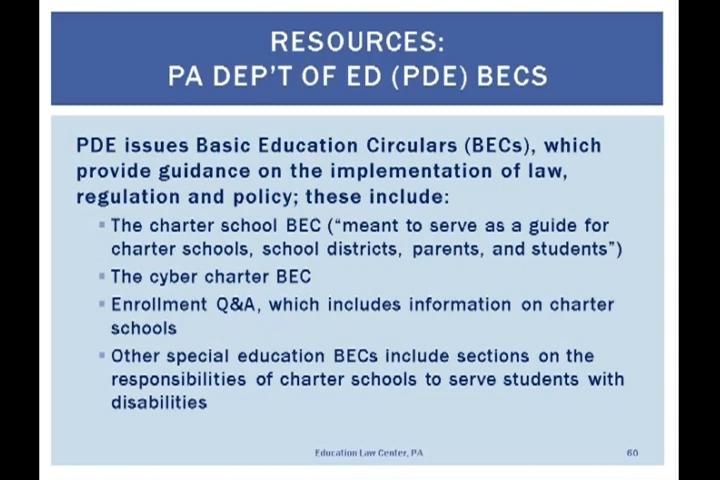 RESOURCES:
PA DEP'T OF ED (PDE) BECS
PDE issues Basic Education Circulars (BECs), which
provide guidance on the implementation of law,
regulation and policy; these include:
The charter school BEC ("meant to serve as a guide for
charter schools, school districts, parents, and students")
The cyber charter BEC
Enrollment Q&A, which includes information on charter
schools
Other special education BECs include sections on the
responsibilities of charter schools to serve students with
disabilities
Education Law Center, PA
60